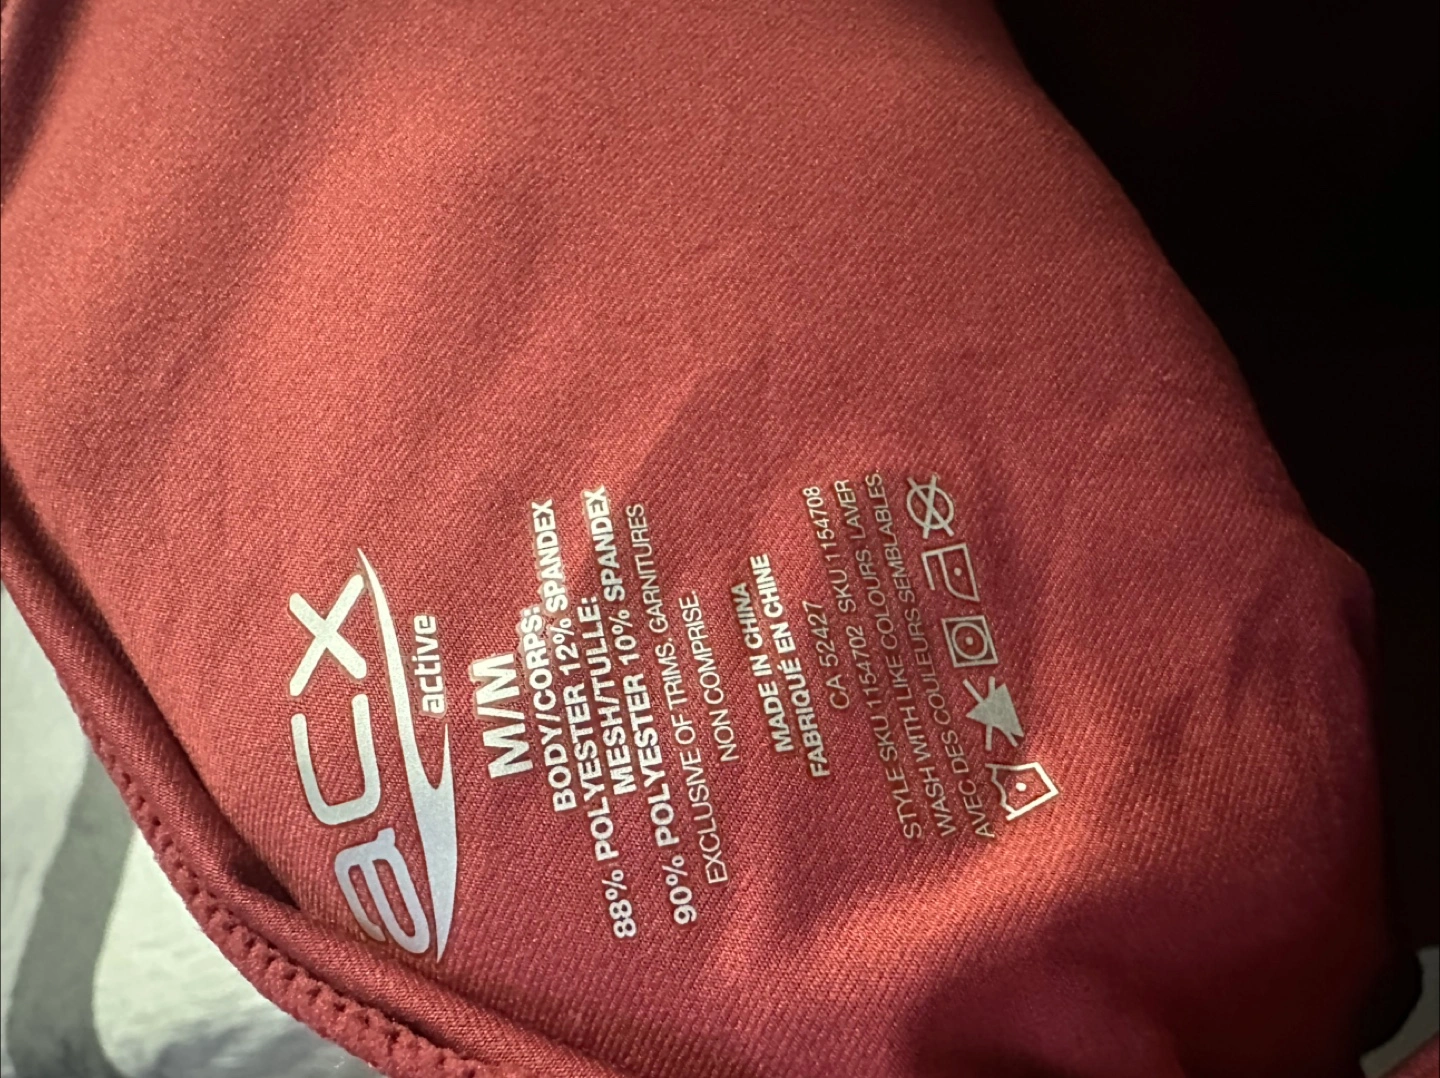 acx
active
M/M
BODY/CORPS:
88% POLYESTER 12% SPANDEX
MESH/TULLE:
90% POLYESTER 10% SPANDEX
EXCLUSIVE OF TRIMS. GARNITURES
NON COMPRISE.
MADE IN CHINA
FABRIQUÉ EN CHINE
CA 52427
STYLE SKU 1154702 SKU 1154708
WASH WITH LIKE COLOURS. LAVER
AVEC DES COULEURS SEMBLABLES.